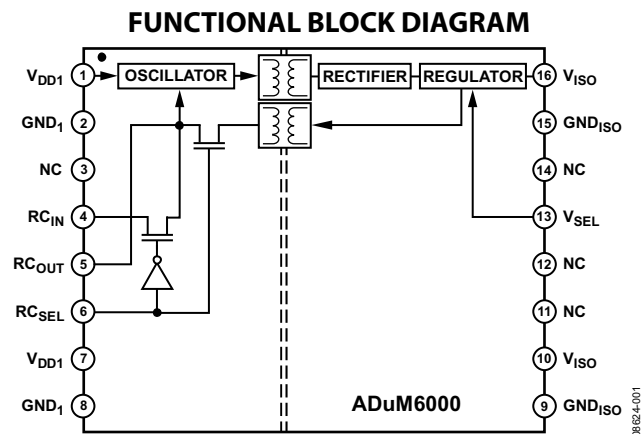 FUNCTIONAL BLOCK DIAGRAM
VDD1 1 OSCILLATOR RECTIFIER REGULATOR 16 VISO
GND1 2 15 GNDISO
NC 3 14 NC
RCIN 4 13 VSEL
RCOUT 5 12 NC
RCSEL 6 11 NC
VDD1 7 10 VISO
GND1 8 ADuM6000 9 GNDISO
08624-001